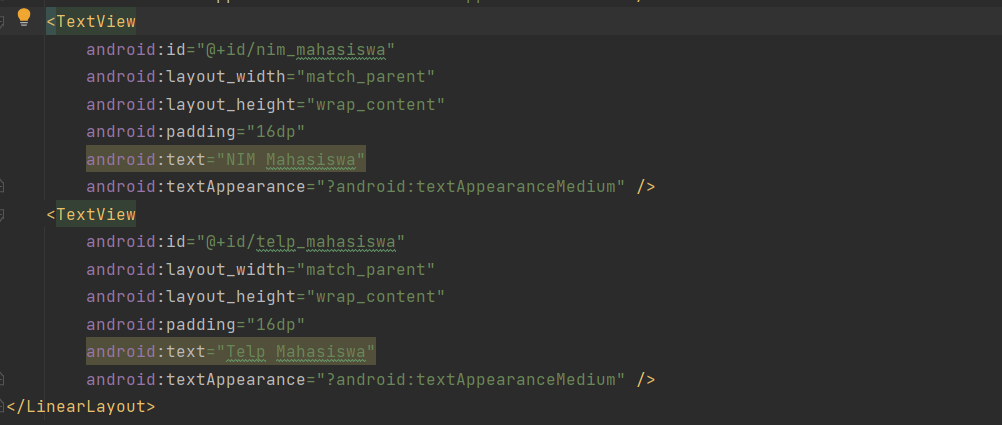 <TextView
android:id="@+id/nim_mahasiswa"
android:layout_width="match_parent"
android:layout_height="wrap_content"
android:padding="16dp"
android:text="NIM Mahasiswa"
android:textAppearance="?android:textAppearanceMedium" />
<TextView
android:id="@+id/telp_mahasiswa"
android:layout_width="match_parent"
android:layout_height="wrap_content"
android:padding="16dp"
android:text="Telp Mahasiswa"
android:textAppearance="?android:textAppearanceMedium" />
</LinearLayout>